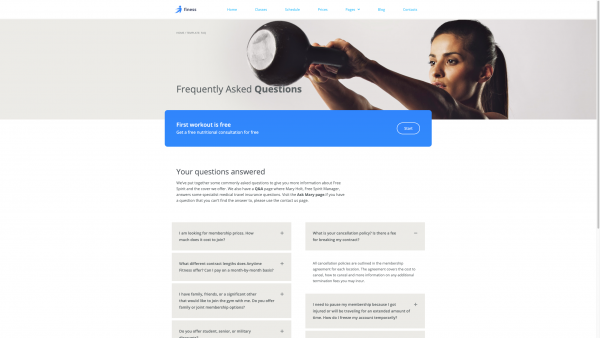 fitness
Home Classes Schedule Prices Pages Blog Contacts
Frequently Asked Questions
First workout is free
Get a free nutritional consultation for free
Start
Your questions answered
We've put together some commonly asked questions to give you more information about Free
Spirit and the cover we offer. We also have a Q&A page where Mary Holt, Free Spirit Manager,
answers some specialist medical travel insurance questions. Visit the Ask Mary page if you have
a question that you can't find the answer to, please use the contact us page.
I am looking for membership prices. How
much does it cost to join?
What different contract lengths does Anytime
Fitness offer? Can I pay on a month-by-month basis?
I have family, friends, or a significant other
that would like to join the gym with me. Do you offer
family or joint membership options?
Do you offer student, senior, or military
discounts?
What is your cancellation policy? Is there a fee
for breaking my contract?
All cancellation policies are outlined in the membership
agreement for each location. The agreement covers the cost to
cancel, how to cancel and more information on any additional
termination fees you may incur.
I need to pause my membership because I got
injured or will be traveling for an extended amount of
time. How do I freeze my account temporarily?